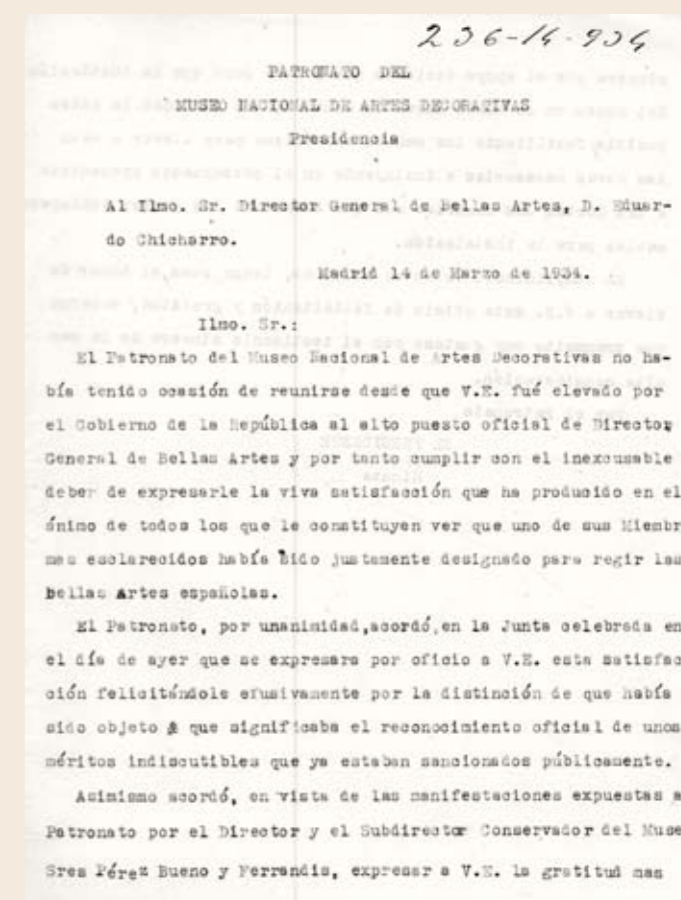 236-14-934
PATRONATO DEL
MUSEO NACIONAL DE ARTES DECORATIVAS
Presidencia
Al Ilmo. Sr. Director General de Bellas Artes, D. Eduar-
do Chicharro.
Madrid 14 de Marzo de 1934.
Ilmo. Sr.:
El Patronato del Museo Nacional de Artes Decorativas no ha-
bía tenido ocasión de reunirse desde que V.E. fué elevado por
el Gobierno de la República al alto puesto oficial de Director
General de Bellas Artes y por tanto cumplir con el inexcusable
deber de expresarle la viva satisfacción que ha producido en el
ánimo de todos los que le constituyen ver que uno de sus Miembr
mas esclarecidos había sido justamente designado para regir las
bellas Artes españolas.
El Patronato, por unanimidad,acordó,en la Junta celebrada en
el día de ayer que se expresara por oficio a V.E. esta satisfac
ción felicitándole efusivamente por la distinción de que había
sido objeto & que significaba el reconocimiento oficial de unos
méritos indiscutibles que ya estaban sancionados públicamente.
Asimismo acordó, en vista de las manifestaciones expuestas a
Patronato por el Director y el Subdirector Conservador del Muse
Sres Pérez Bueno y Ferrandis, expresar a V.E. la gratitud mas